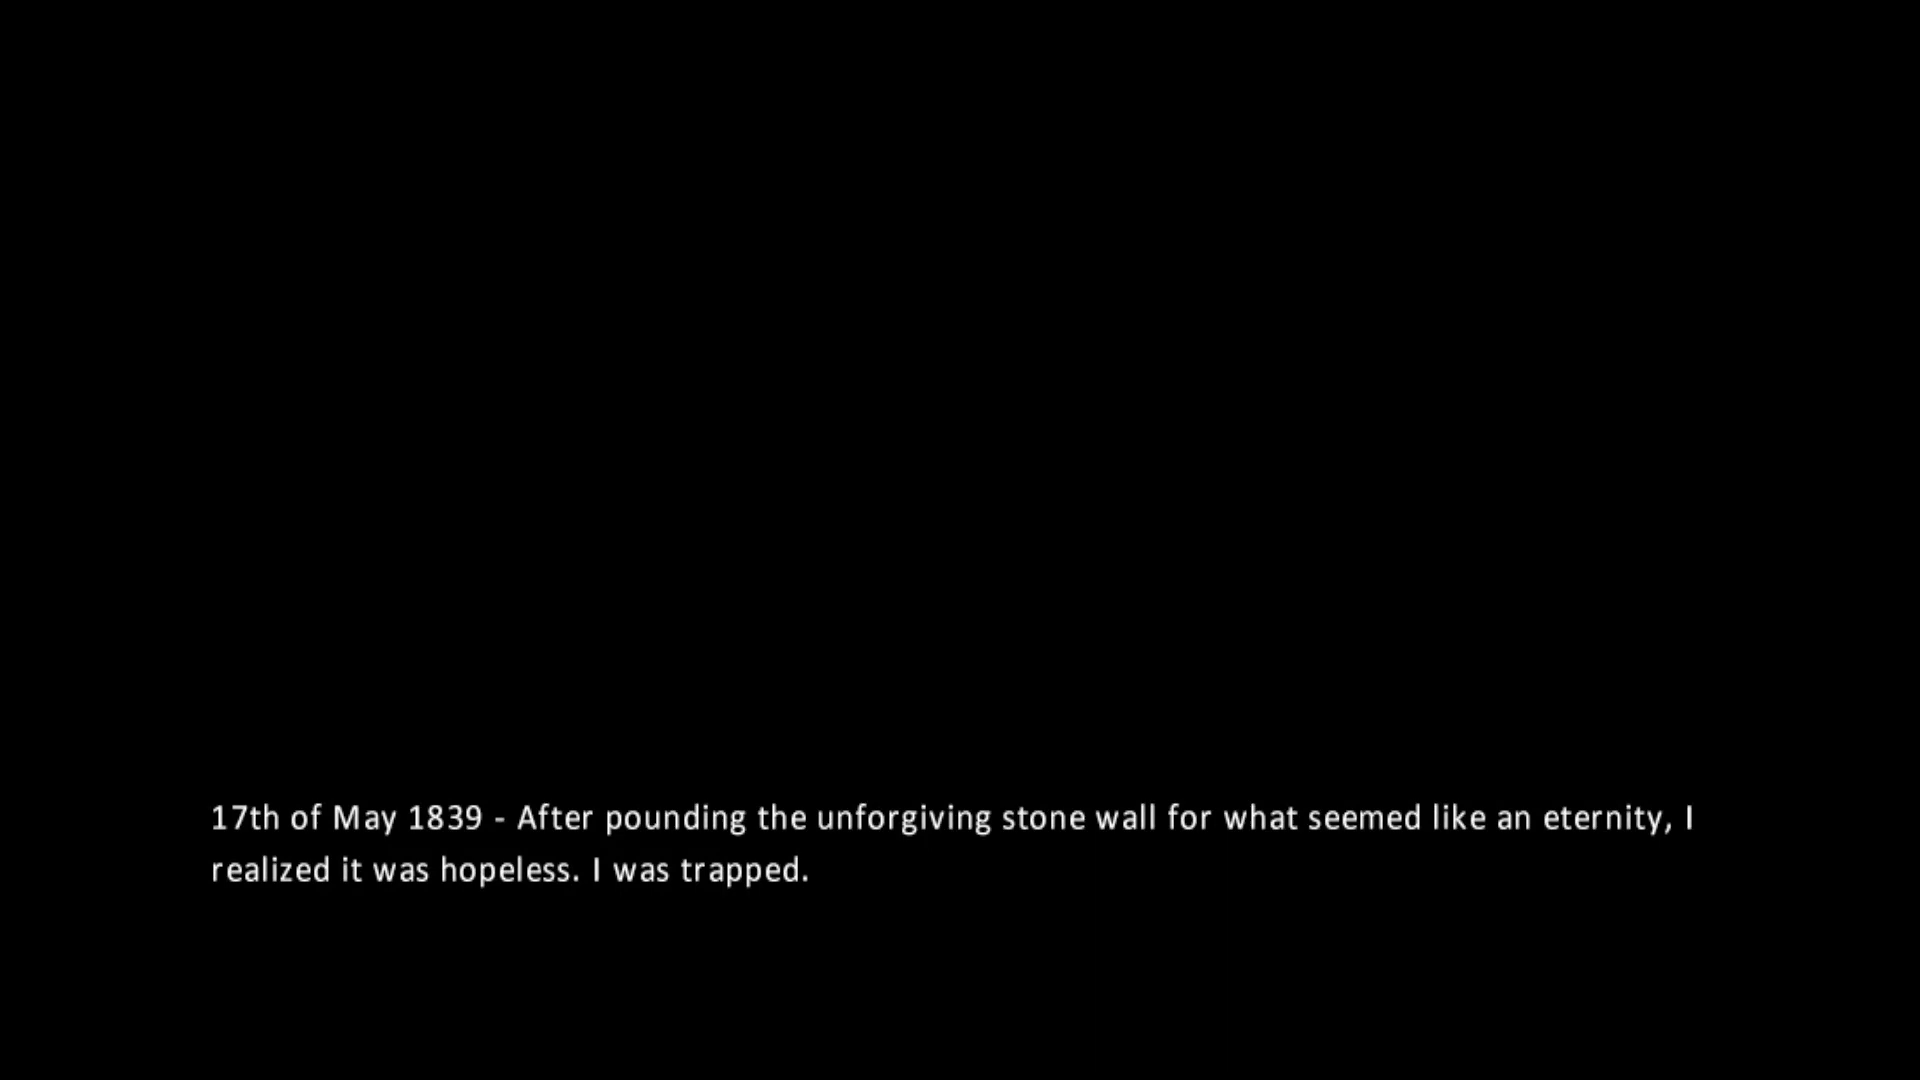 17th of May 1839 - After pounding the unforgiving stone wall for what seemed like an eternity, I
realized it was hopeless. I was trapped.